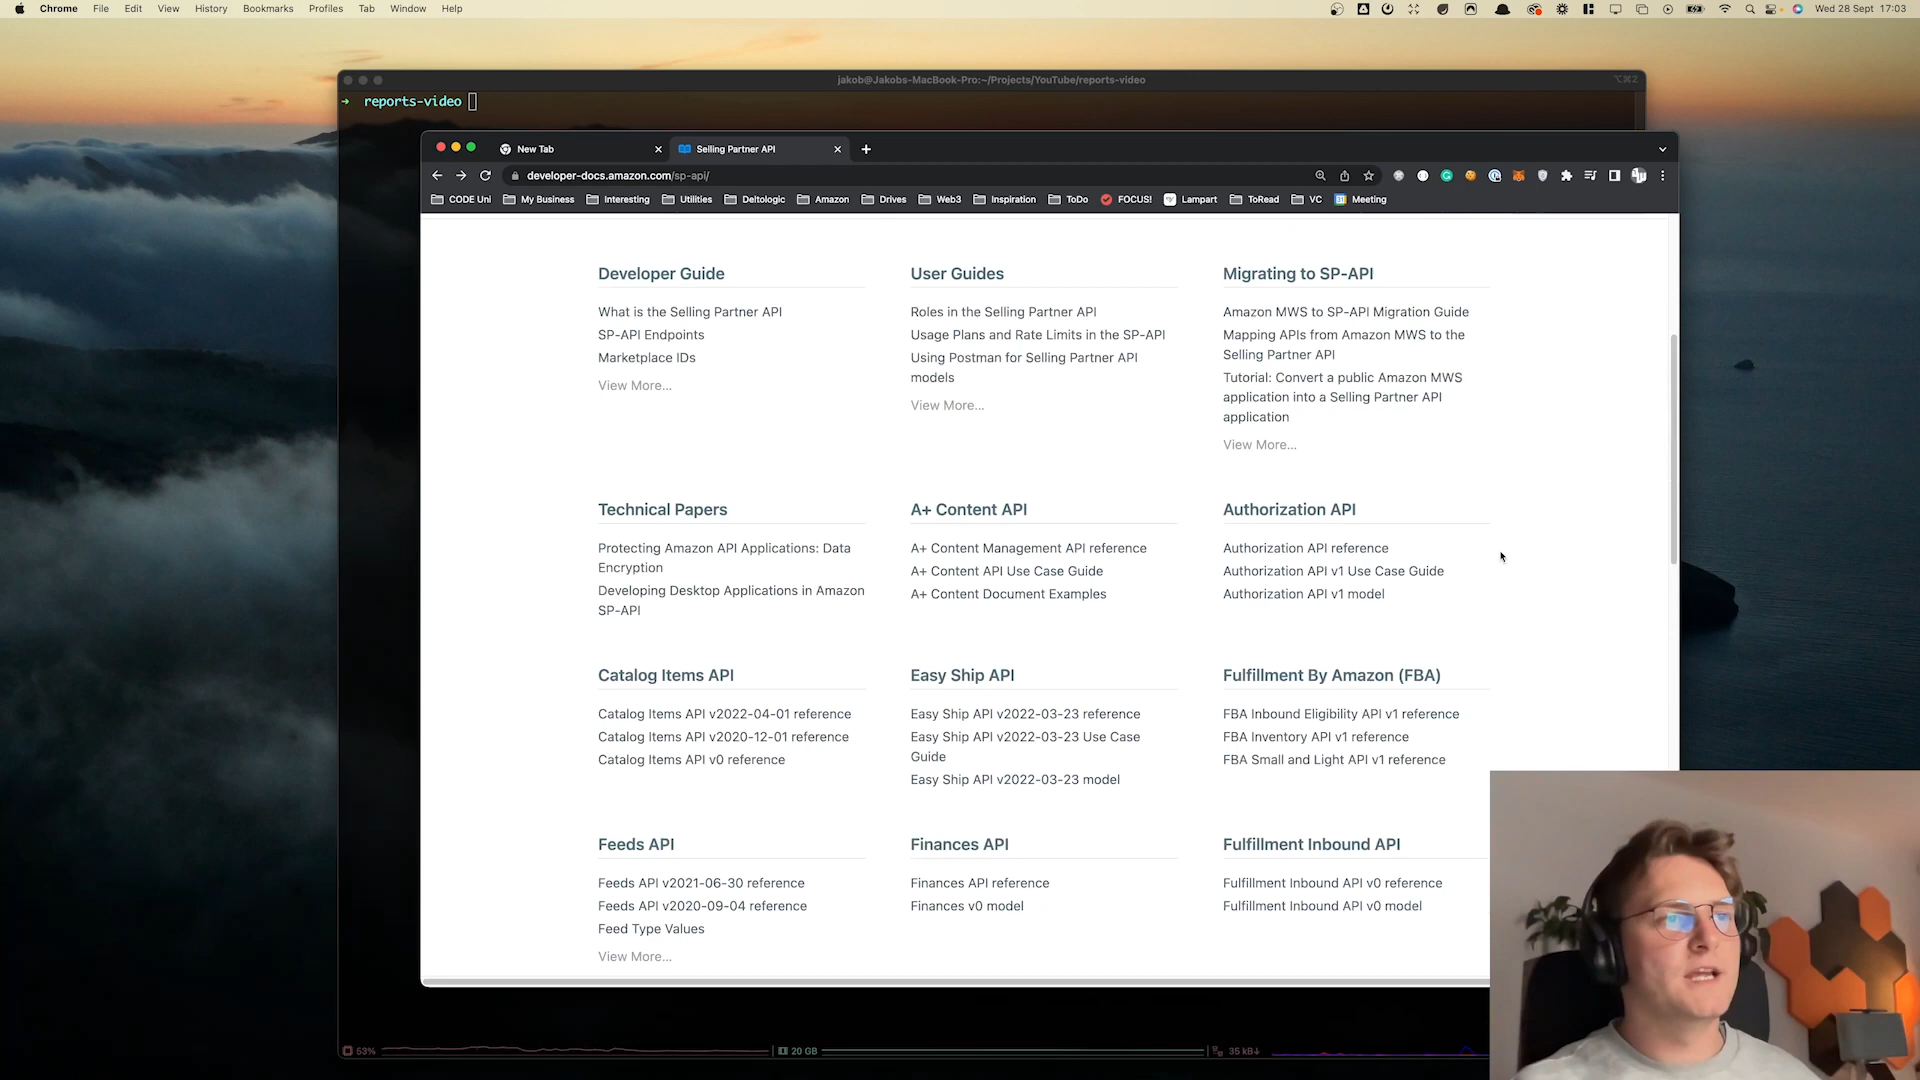 Chrome File Edit View History Bookmarks Profiles Tab Window Help Wed 28 Sept 17:03
jakob@Jakobs-MacBook-Pro:~/Projects/YouTube/reports-video ⌥⌘2
→ reports-video
New Tab Selling Partner API
developer-docs.amazon.com/sp-api/
CODE Uni My Business Interesting Utilities Deltologic Amazon Drives Web3 Inspiration ToDo FOCUS! Lampart ToRead VC Meeting
Developer Guide
What is the Selling Partner API
SP-API Endpoints
Marketplace IDs
View More...
User Guides
Roles in the Selling Partner API
Usage Plans and Rate Limits in the SP-API
Using Postman for Selling Partner API
models
View More...
Migrating to SP-API
Amazon MWS to SP-API Migration Guide
Mapping APIs from Amazon MWS to the
Selling Partner API
Tutorial: Convert a public Amazon MWS
application into a Selling Partner API
application
View More...
Technical Papers
Protecting Amazon API Applications: Data
Encryption
Developing Desktop Applications in Amazon
SP-API
A+ Content API
A+ Content Management API reference
A+ Content API Use Case Guide
A+ Content Document Examples
Authorization API
Authorization API reference
Authorization API v1 Use Case Guide
Authorization API v1 model
Catalog Items API
Catalog Items API v2022-04-01 reference
Catalog Items API v2020-12-01 reference
Catalog Items API v0 reference
Easy Ship API
Easy Ship API v2022-03-23 reference
Easy Ship API v2022-03-23 Use Case
Guide
Easy Ship API v2022-03-23 model
Fulfillment By Amazon (FBA)
FBA Inbound Eligibility API v1 reference
FBA Inventory API v1 reference
FBA Small and Light API v1 reference
Feeds API
Feeds API v2021-06-30 reference
Feeds API v2020-09-04 reference
Feed Type Values
View More...
Finances API
Finances API reference
Finances v0 model
Fulfillment Inbound API
Fulfillment Inbound API v0 reference
Fulfillment Inbound API v0 model
53% 20 GB 35 kB↓